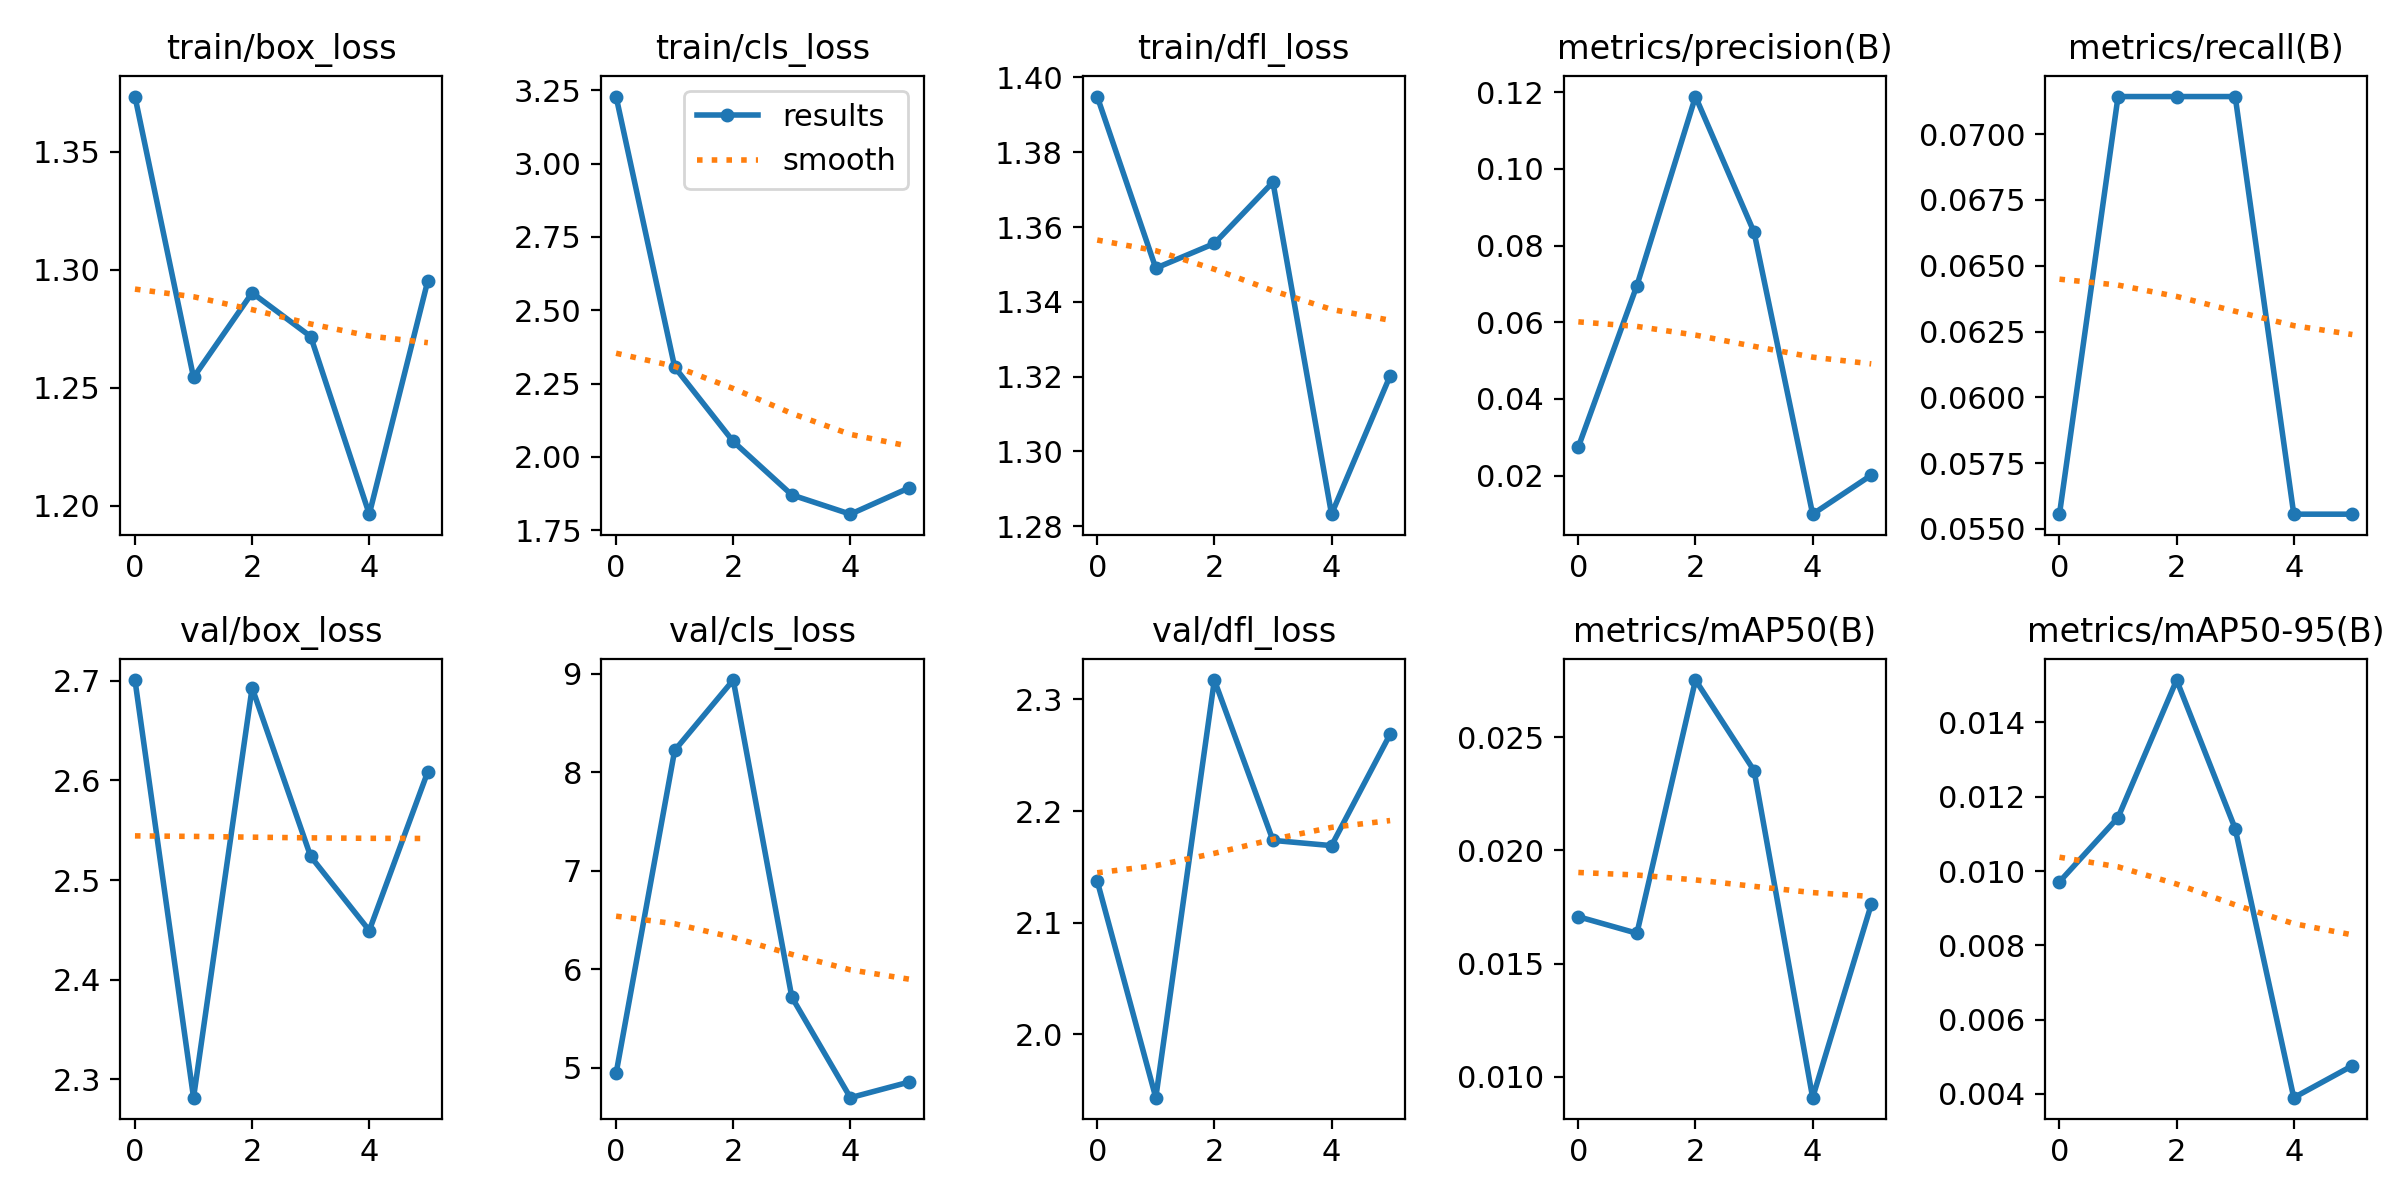 train/box_loss
1.35
1.30
1.25
1.20
0 2 4
train/cls_loss
results
smooth
3.25
3.00
2.75
2.50
2.25
2.00
1.75
0 2 4
train/dfl_loss
1.40
1.38
1.36
1.34
1.32
1.30
1.28
0 2 4
metrics/precision(B)
0.12
0.10
0.08
0.06
0.04
0.02
0 2 4
metrics/recall(B)
0.0700
0.0675
0.0650
0.0625
0.0600
0.0575
0.0550
0 2 4
val/box_loss
2.7
2.6
2.5
2.4
2.3
0 2 4
val/cls_loss
9
8
7
6
5
0 2 4
val/dfl_loss
2.3
2.2
2.1
2.0
0 2 4
metrics/mAP50(B)
0.025
0.020
0.015
0.010
0 2 4
metrics/mAP50-95(B)
0.014
0.012
0.010
0.008
0.006
0.004
0 2 4